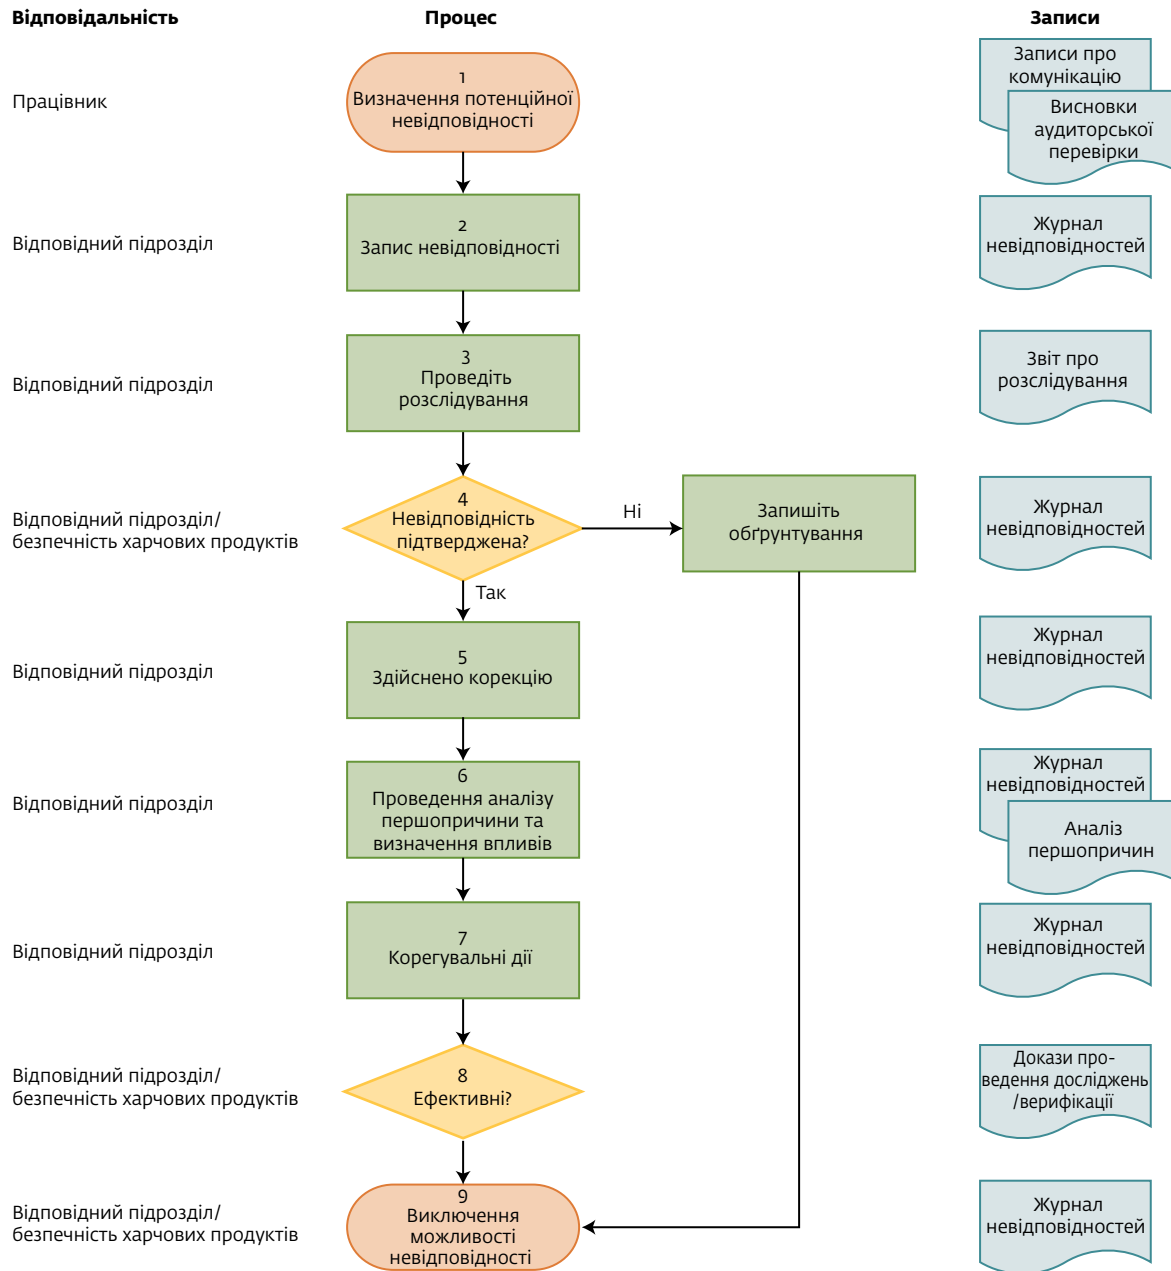 Відповідальність
Процес
Записи
Працівник
1
Визначення потенційної
невідповідності
Записи про
комунікацію
Висновки
аудиторської
перевірки
Відповідний підрозділ
2
Запис невідповідності
Журнал
невідповідностей
Відповідний підрозділ
3
Проведіть
розслідування
Звіт про
розслідування
Відповідний підрозділ/
безпечність харчових продуктів
4
Невідповідність
підтверджена?
Ні
Запишіть
обґрунтування
Журнал
невідповідностей
Так
Відповідний підрозділ
5
Здійснено корекцію
Журнал
невідповідностей
Відповідний підрозділ
6
Проведення аналізу
першопричини та
визначення впливів
Журнал
невідповідностей
Аналіз
першопричин
Відповідний підрозділ
7
Корегувальні дії
Журнал
невідповідностей
Відповідний підрозділ/
безпечність харчових продуктів
8
Ефективні?
Докази про-
ведення досліджень
/верифікації
Відповідний підрозділ/
безпечність харчових продуктів
9
Виключення
можливості
невідповідності
Журнал
невідповідностей